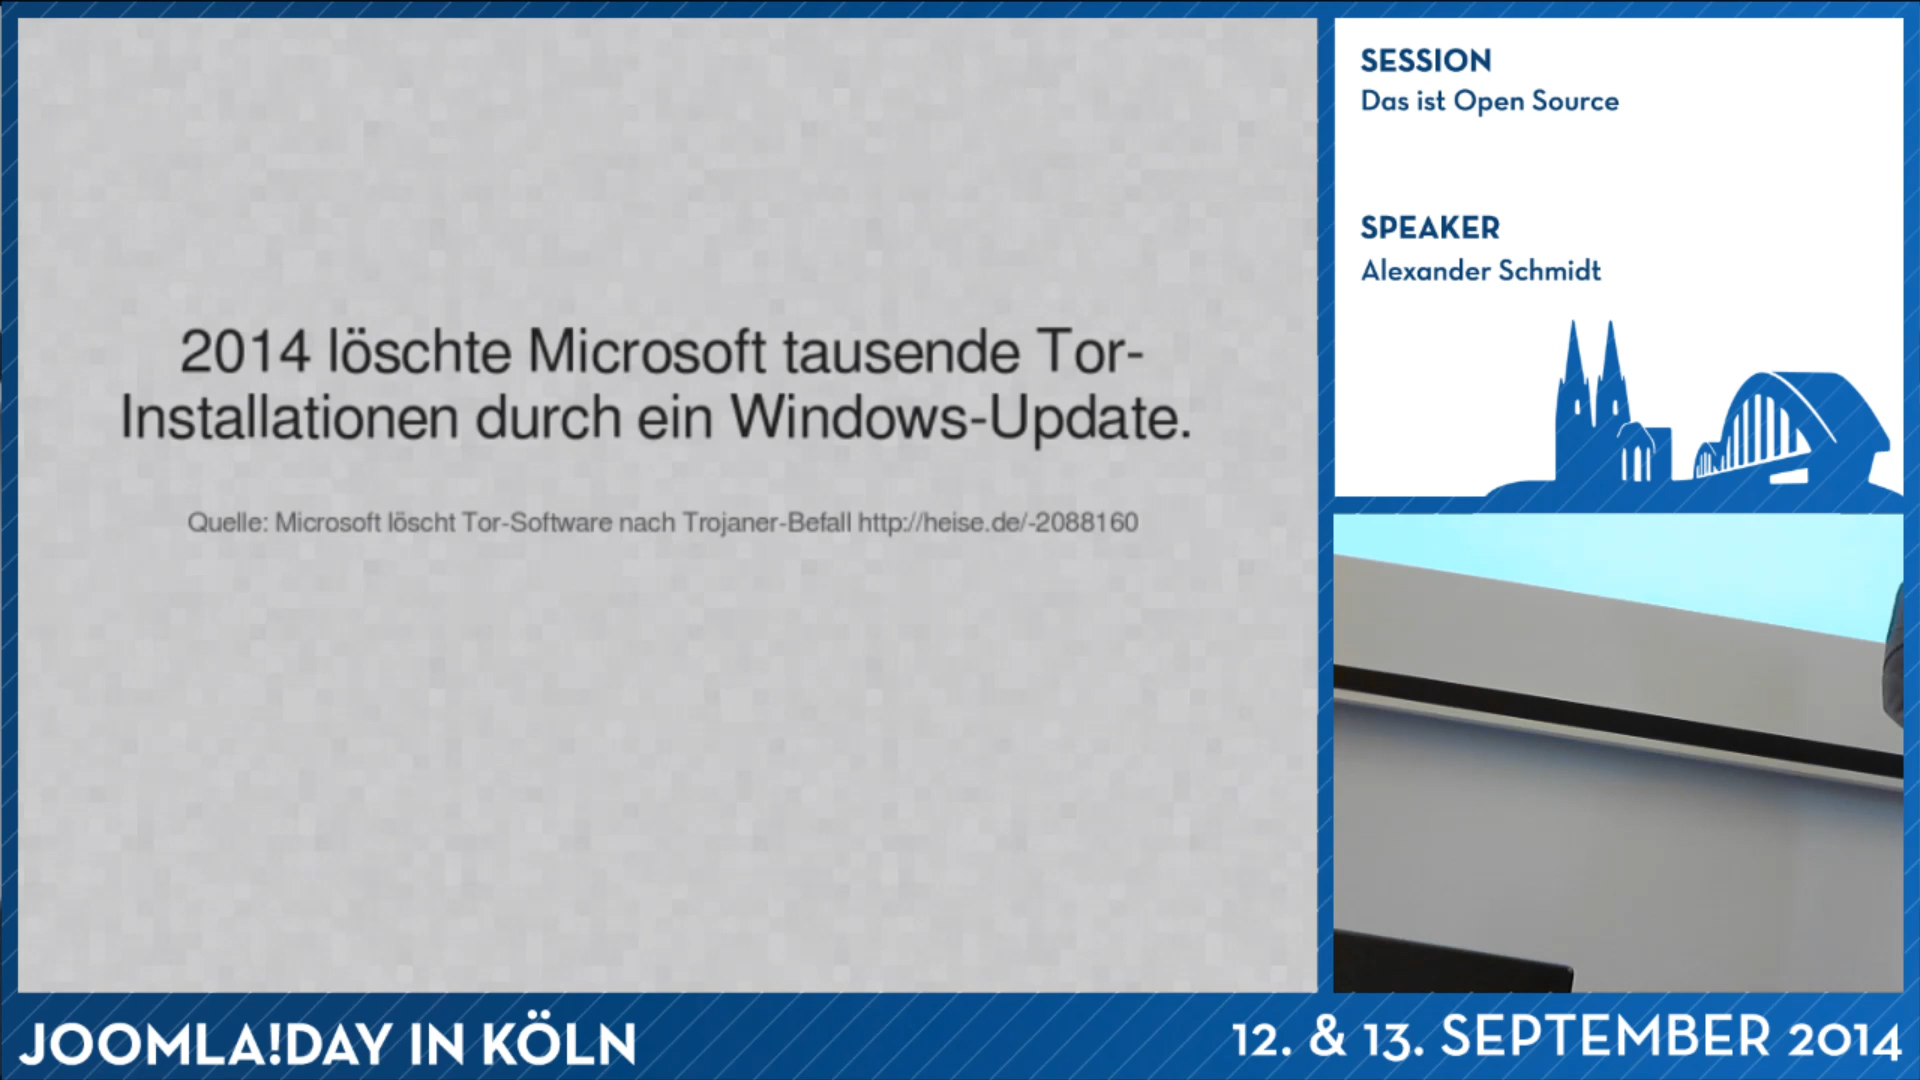 2014 löschte Microsoft tausende Tor-
Installationen durch ein Windows-Update.
Quelle: Microsoft löscht Tor-Software nach Trojaner-Befall http://heise.de/-2088160
SESSION
Das ist Open Source
SPEAKER
Alexander Schmidt
JOOMLA!DAY IN KÖLN
12. & 13. SEPTEMBER 2014